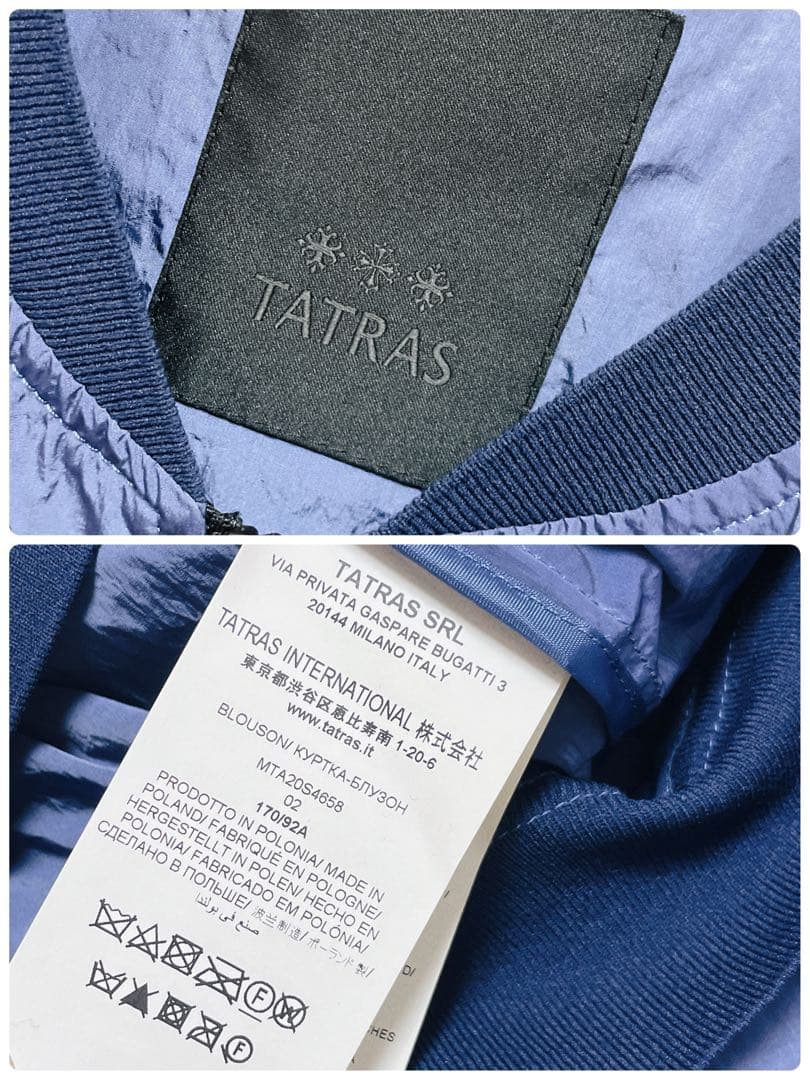 TATRAS
TATRAS SRL
VIA PRIVATA GASPARE BUGATTI 3
20144 MILANO ITALY
TATRAS INTERNATIONAL 株式会社
東京都渋谷区恵比寿南 1-20-6
www.tatras.it
BLOUSON/ КУРТКА-БЛУЗОН
MTA20S4658
02
170/92A
PRODOTTO IN POLONIA/ MADE IN
POLAND/ FABRIQUÉ EN POLOGNE/
HERGESTELLT IN POLEN/ HECHO EN
POLONIA/ FABRICADO EM POLÓNIA/
СДЕЛАНО В ПОЛЬШЕ/ 波兰制造/ ポーランド製/
صنع في بولندا
F
F
CHES